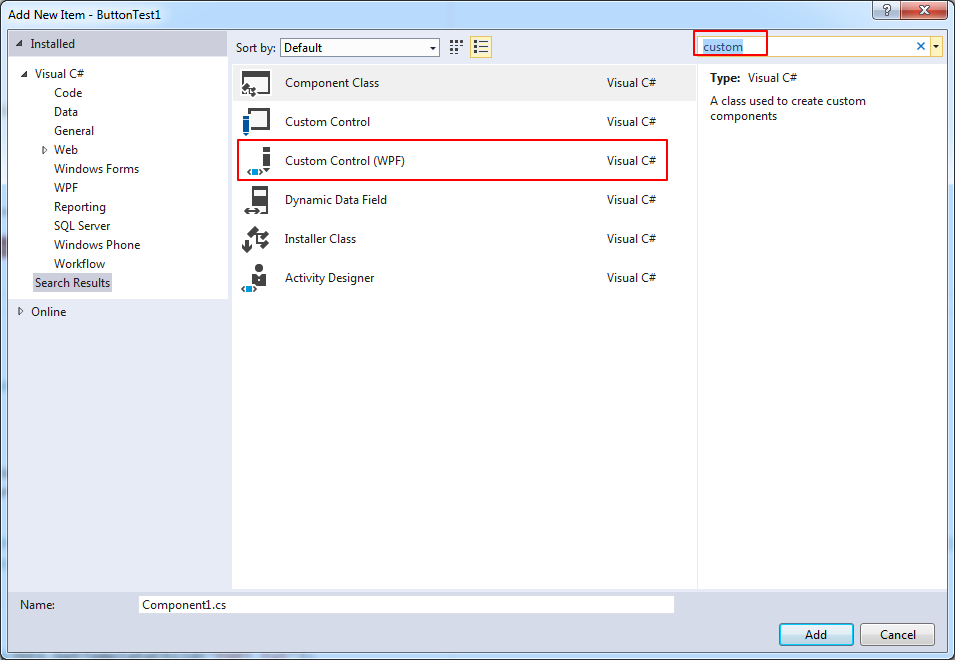 Add New Item - ButtonTest1
?
Installed
Sort by: Default
custom
Visual C#
Code
Data
General
Web
Windows Forms
WPF
Reporting
SQL Server
Windows Phone
Workflow
Search Results
Online
Component Class Visual C#
Custom Control Visual C#
Custom Control (WPF) Visual C#
Dynamic Data Field Visual C#
Installer Class Visual C#
Activity Designer Visual C#
Type: Visual C#
A class used to create custom
components
Name: Component1.cs
Add Cancel